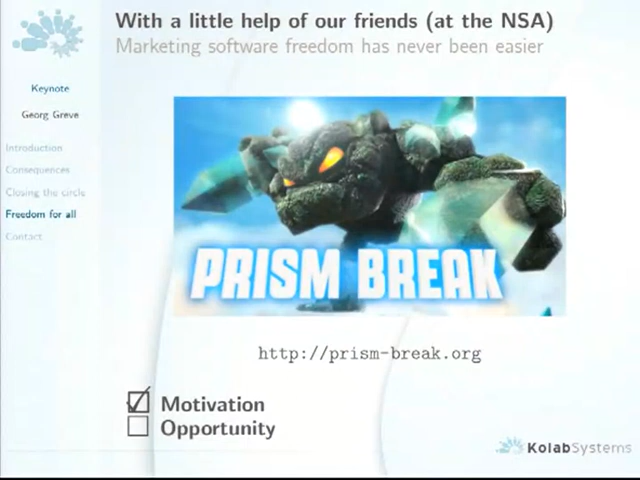 With a little help of our friends (at the NSA)
Marketing software freedom has never been easier
Keynote
Georg Greve
Introduction
Consequences
Closing the circle
Freedom for all
Contact
PRISM BREAK
http://prism-break.org
Motivation
Opportunity
KolabSystems